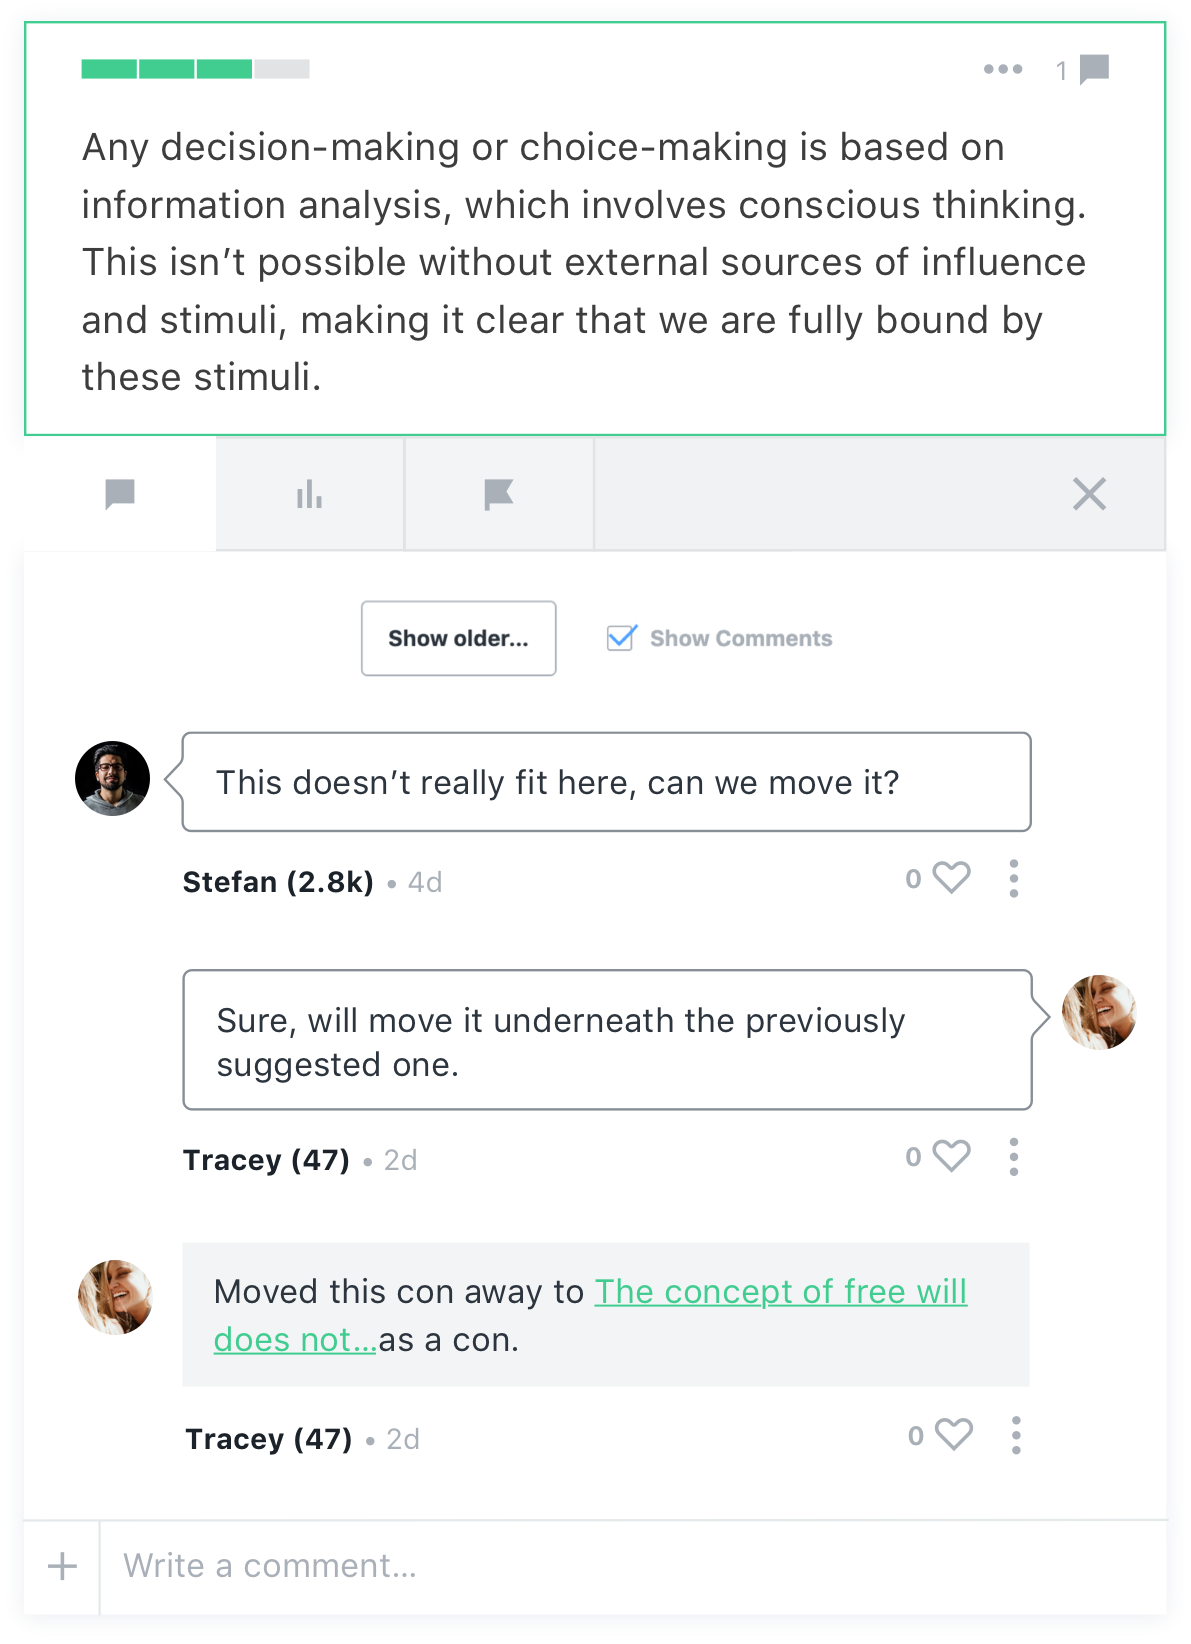 1
Any decision-making or choice-making is based on
information analysis, which involves conscious thinking.
This isn’t possible without external sources of influence
and stimuli, making it clear that we are fully bound by
these stimuli.
Show older...
Show Comments
This doesn’t really fit here, can we move it?
Stefan (2.8k) • 4d
0
Sure, will move it underneath the previously
suggested one.
Tracey (47) • 2d
0
Moved this con away to The concept of free will
does not...as a con.
Tracey (47) • 2d
0
Write a comment...